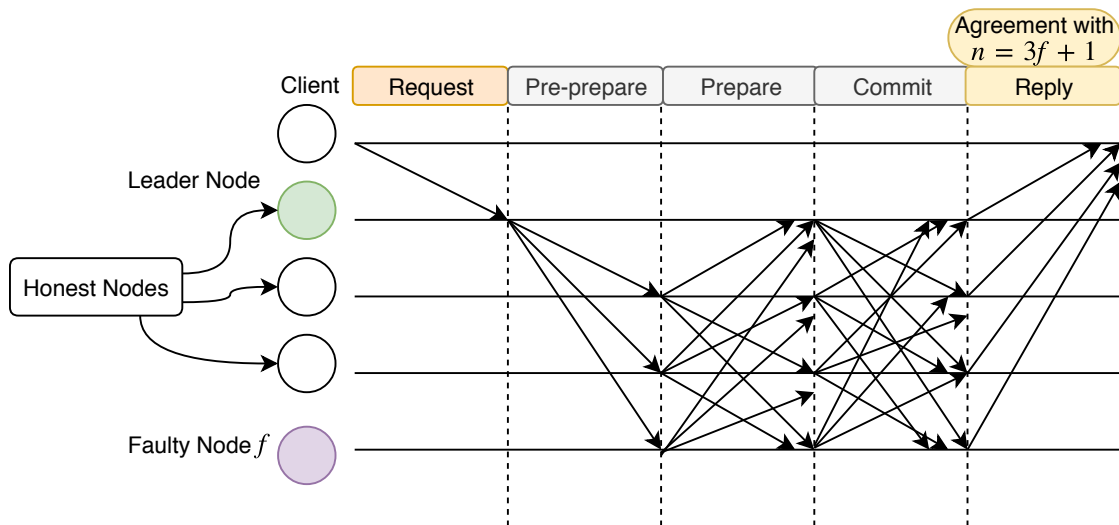 Agreement with
n = 3f + 1
Client
Request
Pre-prepare
Prepare
Commit
Reply
Leader Node
Honest Nodes
Faulty Node f